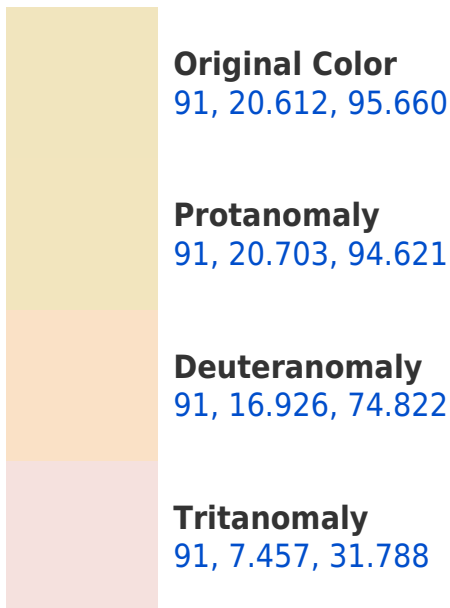 Original Color
91, 20.612, 95.660
Protanomaly
91, 20.703, 94.621
Deuteranomaly
91, 16.926, 74.822
Tritanomaly
91, 7.457, 31.788